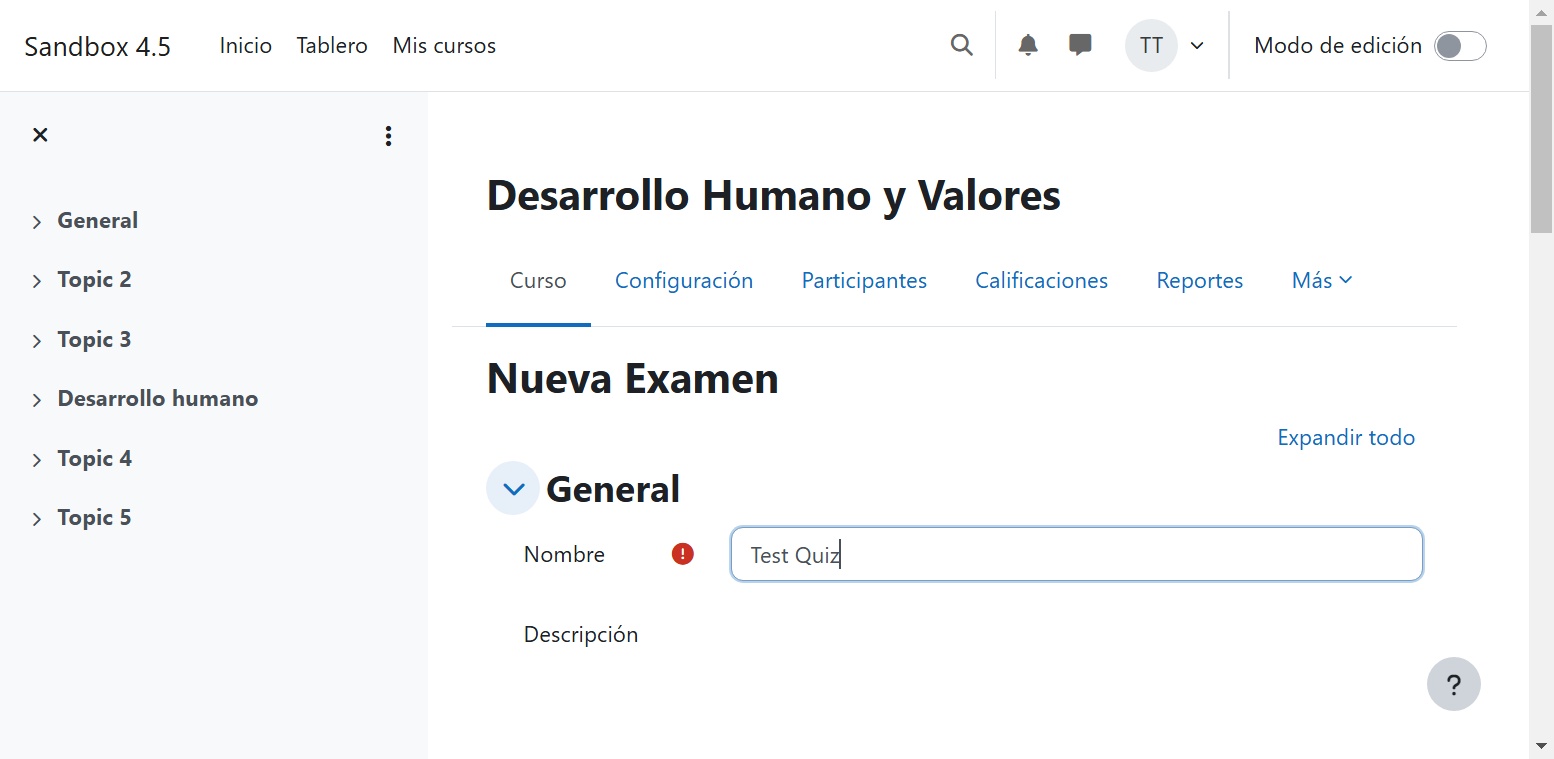 Sandbox 4.5 Inicio Tablero Mis cursos TT Modo de edición
General
Topic 2
Topic 3
Desarrollo humano
Topic 4
Topic 5
Desarrollo Humano y Valores
Curso Configuración Participantes Calificaciones Reportes Más
Nueva Examen
Expandir todo
General
Nombre Test Quiz
Descripción
?